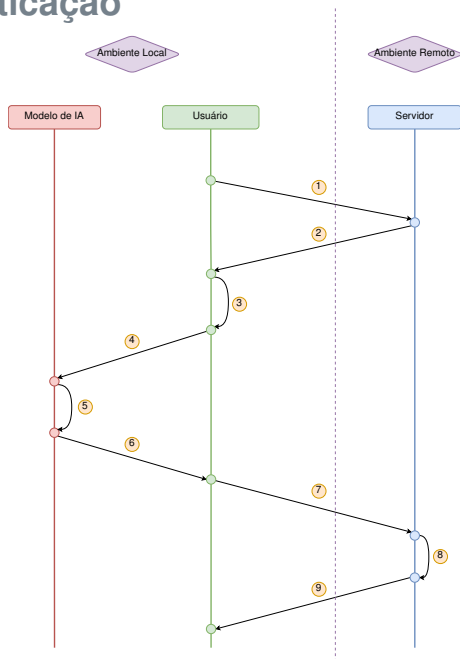 Ambiente Local
Ambiente Remoto
Modelo de IA
Usuário
Servidor
1
2
3
4
5
6
7
8
9